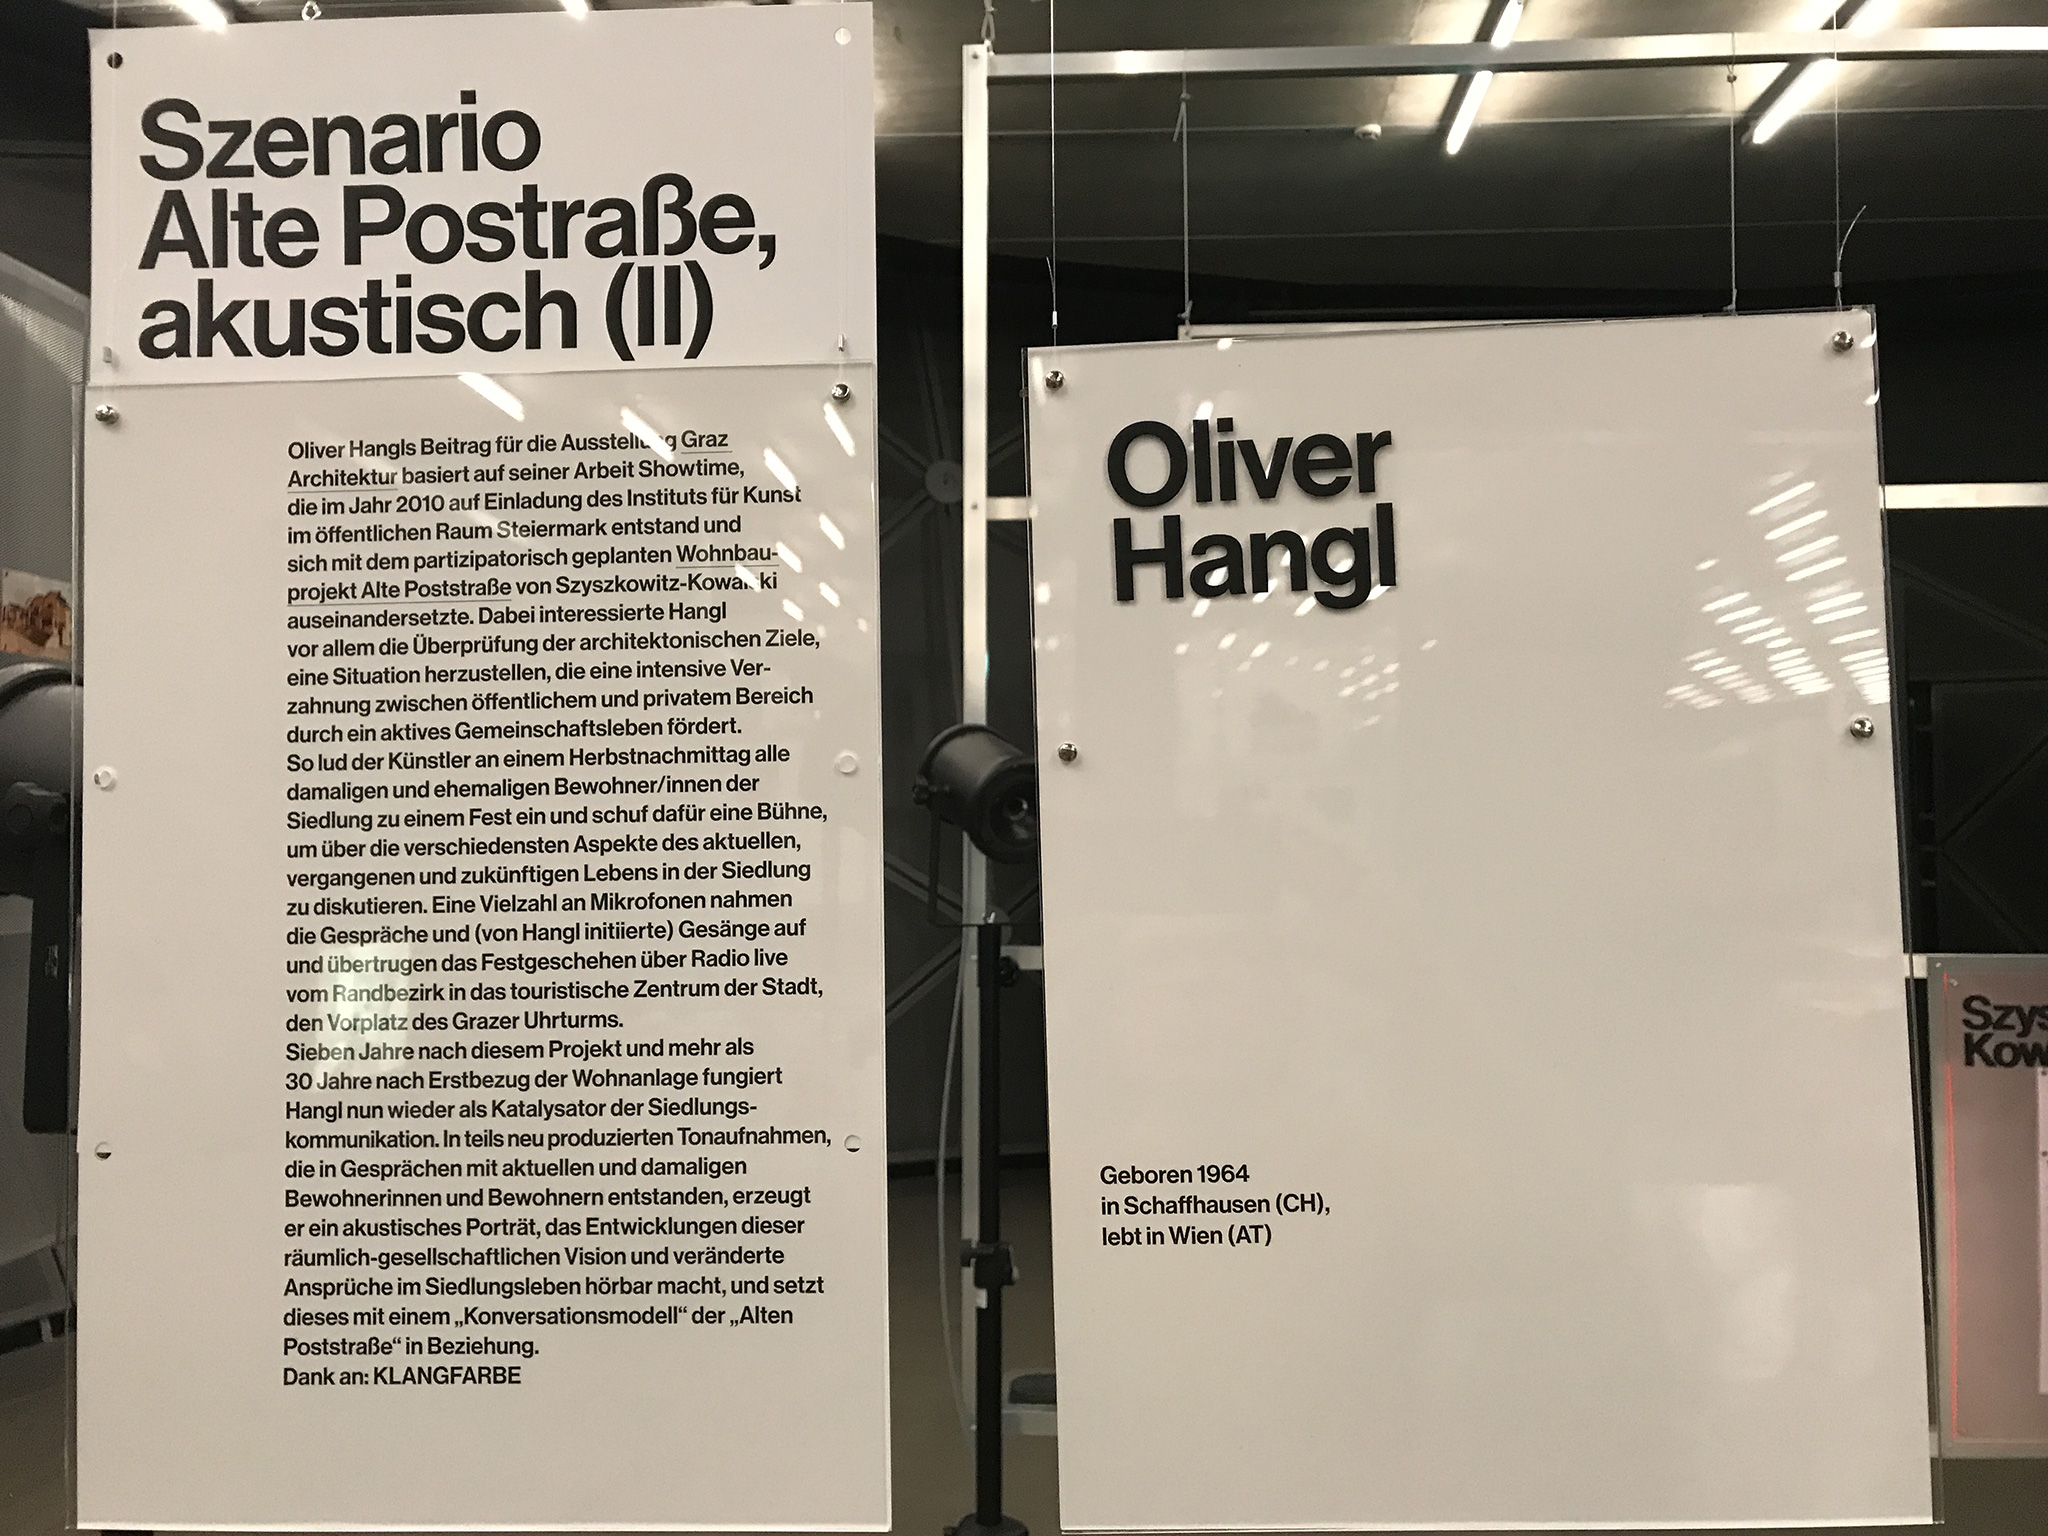 Szenario
Alte Postraße,
akustisch (II)
Oliver Hangls Beitrag für die Ausstellung Graz
Architektur basiert auf seiner Arbeit Showtime,
die im Jahr 2010 auf Einladung des Instituts für Kunst
im öffentlichen Raum Steiermark entstand und
sich mit dem partizipatorisch geplanten Wohnbau-
projekt Alte Poststraße von Szyszkowitz-Kowalski
auseinandersetzte. Dabei interessierte Hangl
vor allem die Überprüfung der architektonischen Ziele,
eine Situation herzustellen, die eine intensive Ver-
zahnung zwischen öffentlichem und privatem Bereich
durch ein aktives Gemeinschaftsleben fördert.
So lud der Künstler an einem Herbstnachmittag alle
damaligen und ehemaligen Bewohner/innen der
Siedlung zu einem Fest ein und schuf dafür eine Bühne,
um über die verschiedensten Aspekte des aktuellen,
vergangenen und zukünftigen Lebens in der Siedlung
zu diskutieren. Eine Vielzahl an Mikrofonen nahmen
die Gespräche und (von Hangl initiierte) Gesänge auf
und übertrugen das Festgeschehen über Radio live
vom Randbezirk in das touristische Zentrum der Stadt,
den Vorplatz des Grazer Uhrturms.
Sieben Jahre nach diesem Projekt und mehr als
30 Jahre nach Erstbezug der Wohnanlage fungiert
Hangl nun wieder als Katalysator der Siedlungs-
kommunikation. In teils neu produzierten Tonaufnahmen,
die in Gesprächen mit aktuellen und damaligen
Bewohnerinnen und Bewohnern entstanden, erzeugt
er ein akustisches Porträt, das Entwicklungen dieser
räumlich-gesellschaftlichen Vision und veränderte
Ansprüche im Siedlungsleben hörbar macht, und setzt
dieses mit einem „Konversationsmodell“ der „Alten
Poststraße“ in Beziehung.
Dank an: KLANGFARBE
Oliver
Hangl
Geboren 1964
in Schaffhausen (CH),
lebt in Wien (AT)
Szys
Kow